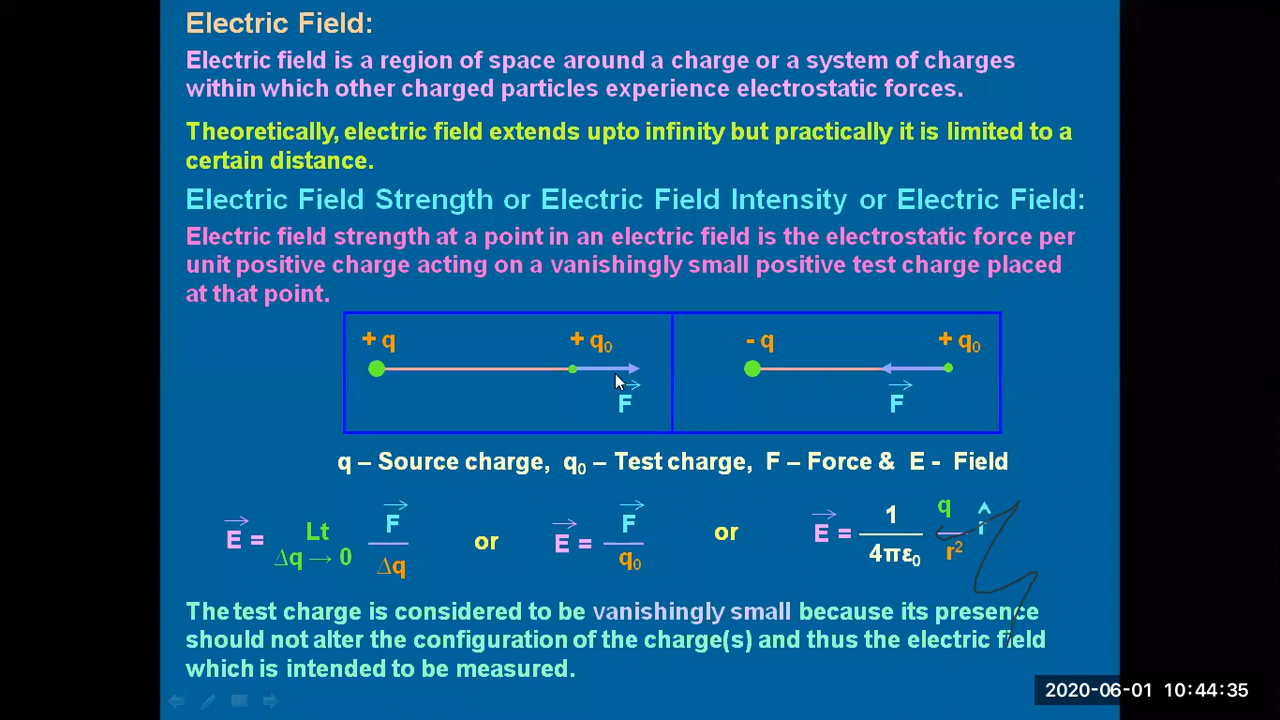 Electric Field:
Electric field is a region of space around a charge or a system of charges
within which other charged particles experience electrostatic forces.
Theoretically, electric field extends upto infinity but practically it is limited to a
certain distance.
Electric Field Strength or Electric Field Intensity or Electric Field:
Electric field strength at a point in an electric field is the electrostatic force per
unit positive charge acting on a vanishingly small positive test charge placed
at that point.
+ q + q₀ - q + q₀
F F
q – Source charge, q₀ – Test charge, F – Force & E - Field
E = Lt Δq → 0 F / Δq or E = F / q₀ or E = 1 / 4πε₀ q / r² r̂
The test charge is considered to be vanishingly small because its presence
should not alter the configuration of the charge(s) and thus the electric field
which is intended to be measured.
2020-06-01 10:44:35